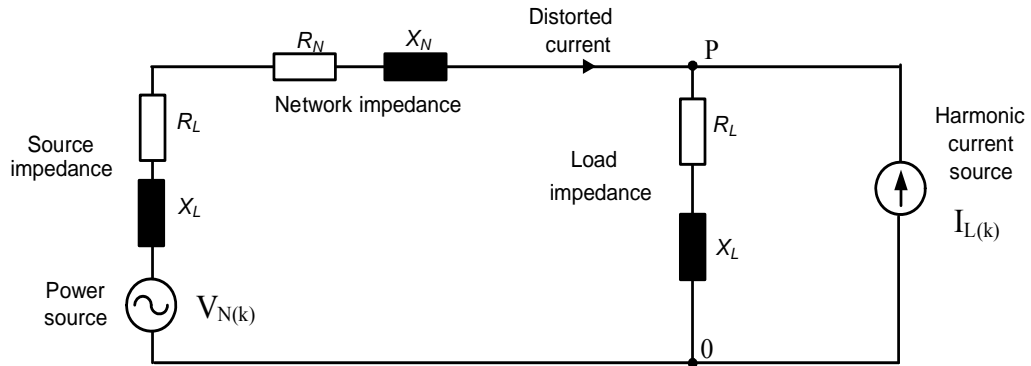 Distorted
current
R_N
X_N
P
Network impedance
R_L
Source
impedance
X_L
Power
source
V_N(k)
R_L
Load
impedance
X_L
0
Harmonic
current
source
I_L(k)